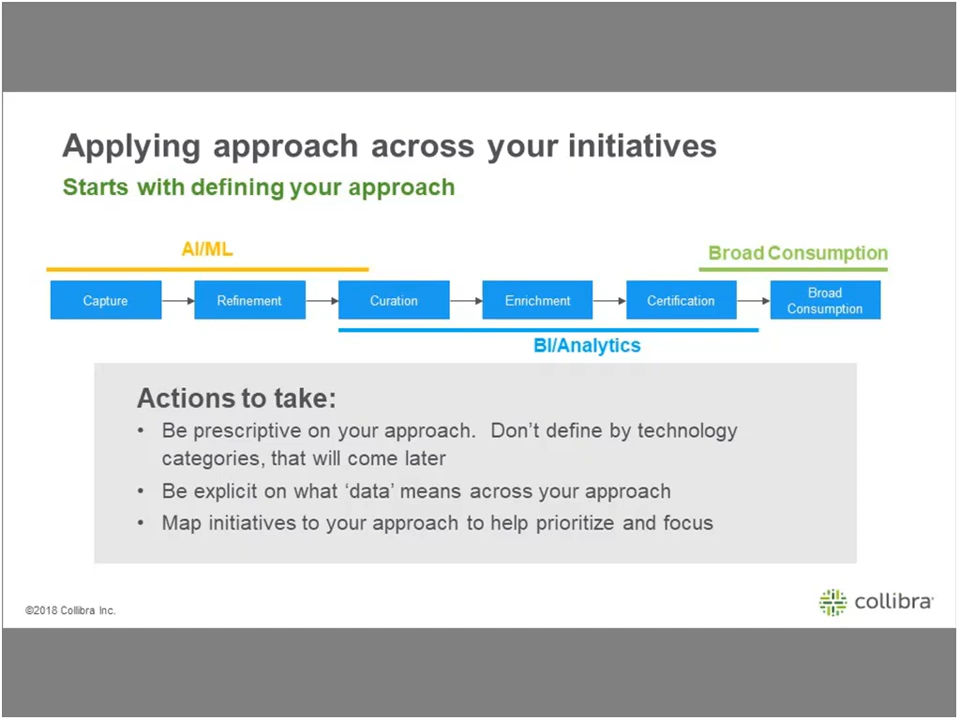 Applying approach across your initiatives
Starts with defining your approach
AI/ML
Broad Consumption
Capture
Refinement
Curation
Enrichment
Certification
Broad
Consumption
BI/Analytics
Actions to take:
• Be prescriptive on your approach.  Don’t define by technology
categories, that will come later
• Be explicit on what ‘data’ means across your approach
• Map initiatives to your approach to help prioritize and focus
©2018 Collibra Inc.
collibra